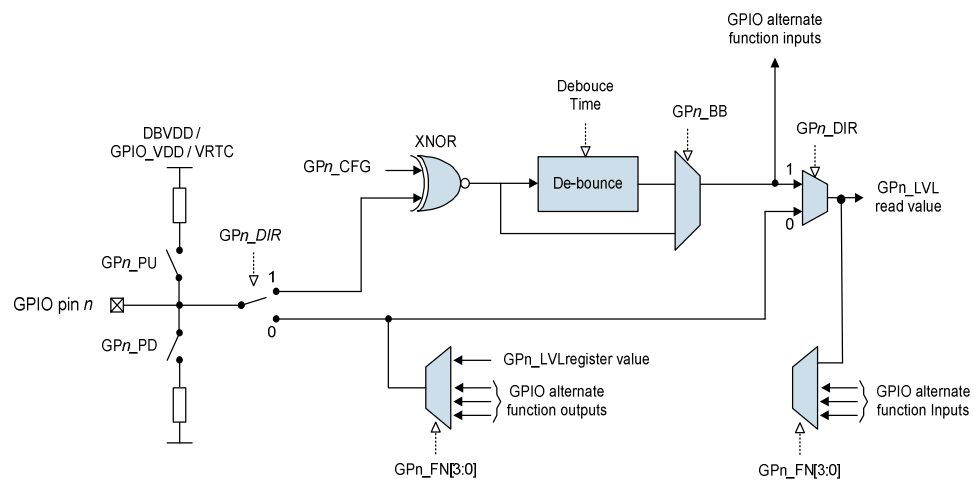 GPIO alternate
function inputs
Debouce
Time
GPn_BB
GPn_DIR
DBVDD /
GPIO_VDD / VRTC
XNOR
GPn_CFG
De-bounce
1
GPn_LVL
read value
0
GPn_DIR
GPn_PU
1
GPIO pin n
0
GPn_PD
GPn_LVLregister value
GPIO alternate
function outputs
GPIO alternate
function Inputs
GPn_FN[3:0]
GPn_FN[3:0]